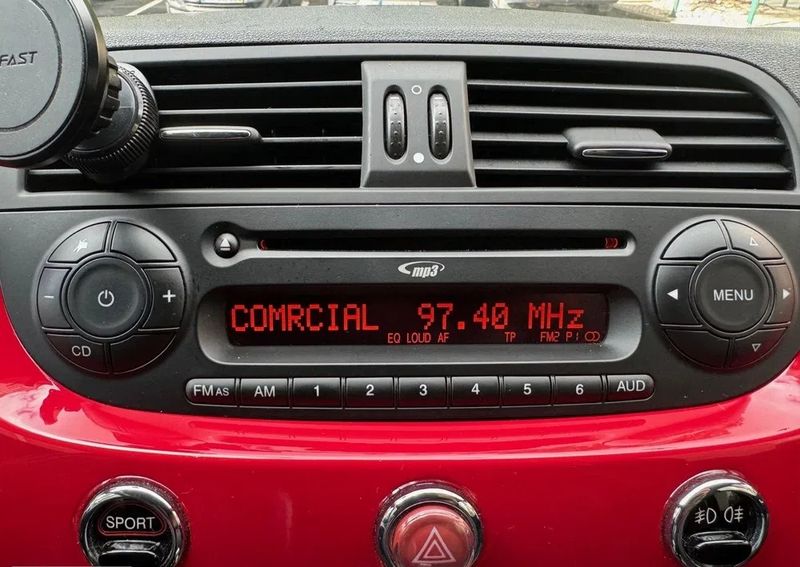 FAST
mp3
COMRCIAL 97.40 MHz
EQ LOUD AF TP FM2 P1
CD
MENU
FM AS AM 1 2 3 4 5 6 AUD
SPORT